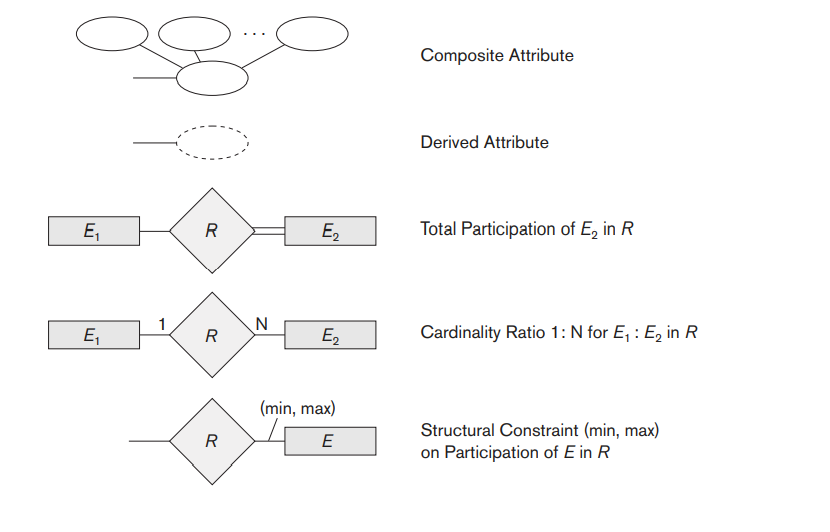 . . .
Composite Attribute
Derived Attribute
E₁ R E₂ Total Participation of E₂ in R
1 N
E₁ R E₂ Cardinality Ratio 1: N for E₁ : E₂ in R
(min, max)
R E Structural Constraint (min, max)
on Participation of E in R